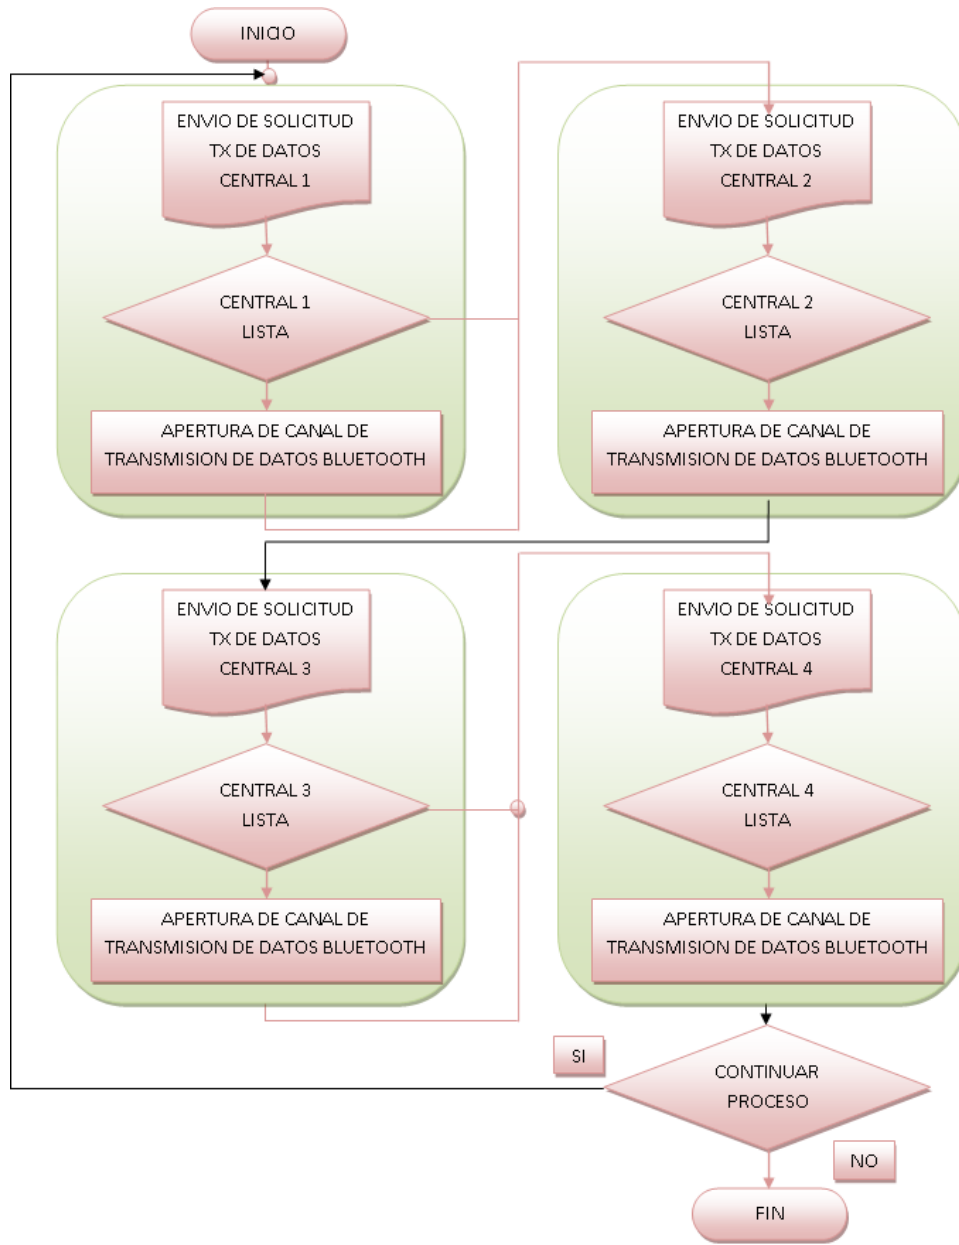 INICIO
ENVIO DE SOLICITUD
TX DE DATOS
CENTRAL 1
CENTRAL 1
LISTA
APERTURA DE CANAL DE
TRANSMISION DE DATOS BLUETOOTH
ENVIO DE SOLICITUD
TX DE DATOS
CENTRAL 2
CENTRAL 2
LISTA
APERTURA DE CANAL DE
TRANSMISION DE DATOS BLUETOOTH
ENVIO DE SOLICITUD
TX DE DATOS
CENTRAL 3
CENTRAL 3
LISTA
APERTURA DE CANAL DE
TRANSMISION DE DATOS BLUETOOTH
ENVIO DE SOLICITUD
TX DE DATOS
CENTRAL 4
CENTRAL 4
LISTA
APERTURA DE CANAL DE
TRANSMISION DE DATOS BLUETOOTH
SI
CONTINUAR
PROCESO
NO
FIN